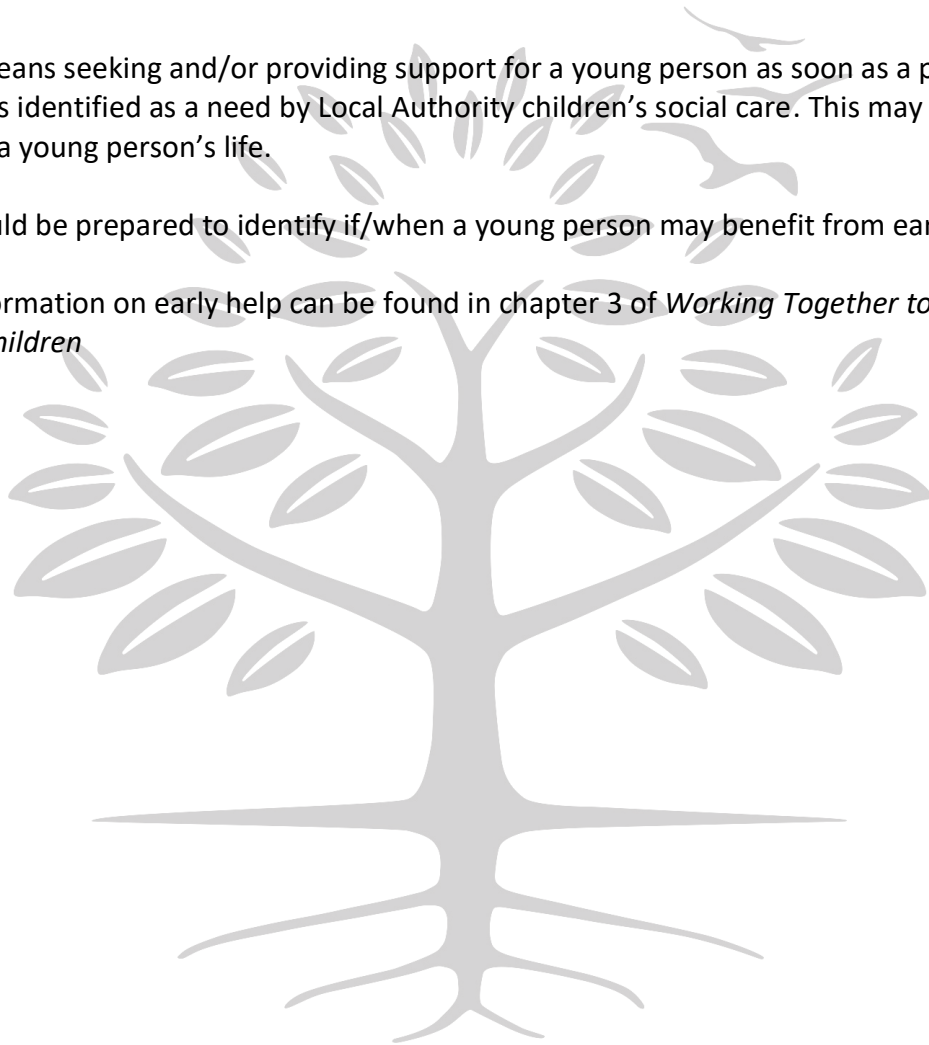 eans seeking and/or providing support for a young person as soon as a p
s identified as a need by Local Authority children’s social care. This may
a young person’s life.
uld be prepared to identify if/when a young person may benefit from ear
ormation on early help can be found in chapter 3 of Working Together to
hildren